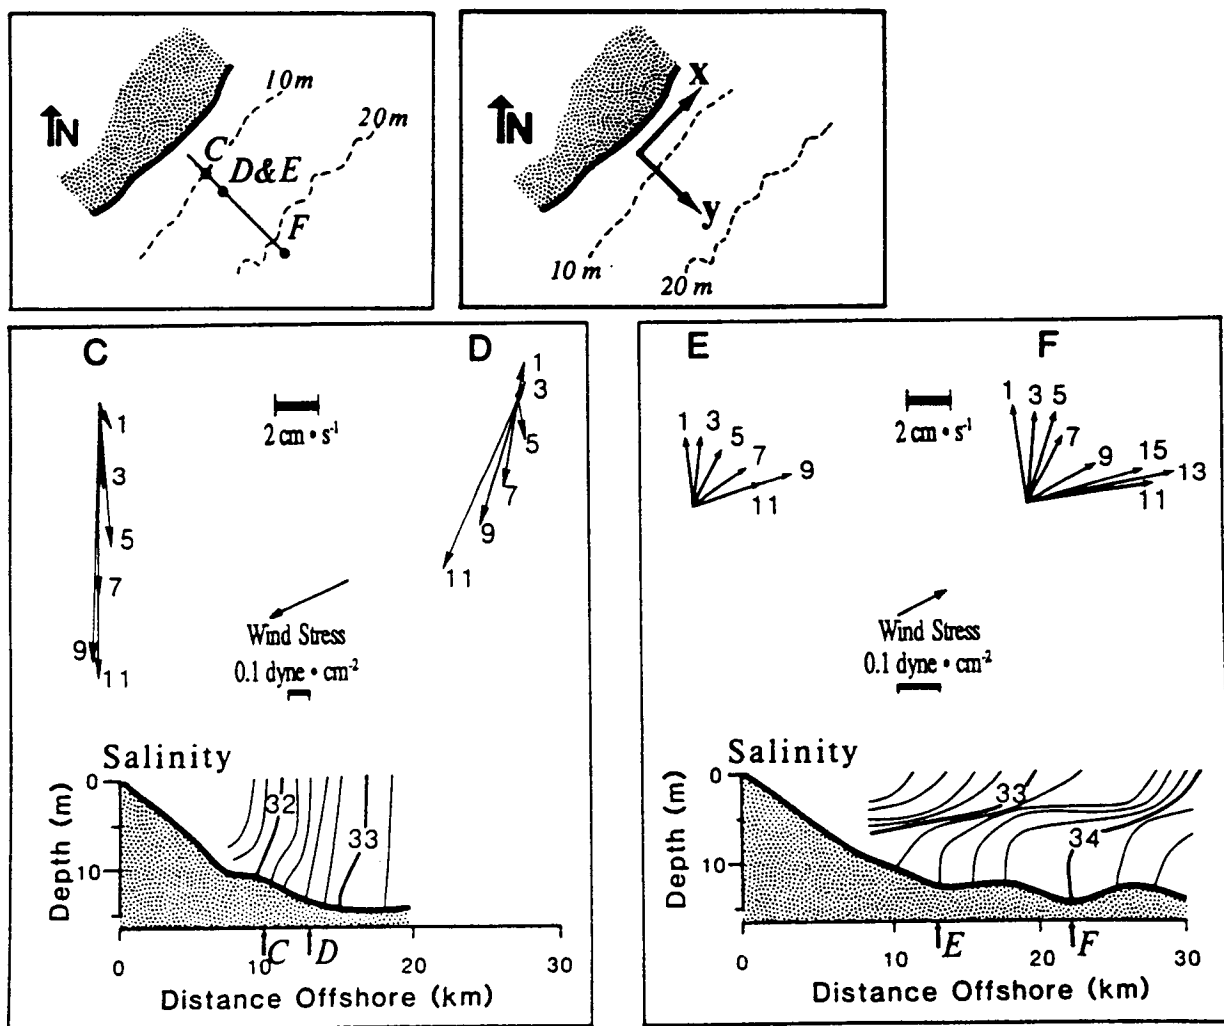 N
10m
20m
C
D&E
F
N
x
y
10 m
20 m
C
D
1
3
5
7
9
11
2 cm • s⁻¹
1
3
5
7
9
11
Wind Stress
0.1 dyne • cm⁻²
Salinity
Depth (m)
0
10
32
33
C D
0 10 20 30
Distance Offshore (km)
E
F
1 3 5 7 9 11
2 cm • s⁻¹
1 3 5 7 9 15 13 11
Wind Stress
0.1 dyne • cm⁻²
Salinity
Depth (m)
0
10
33
34
E F
0 10 20 30
Distance Offshore (km)